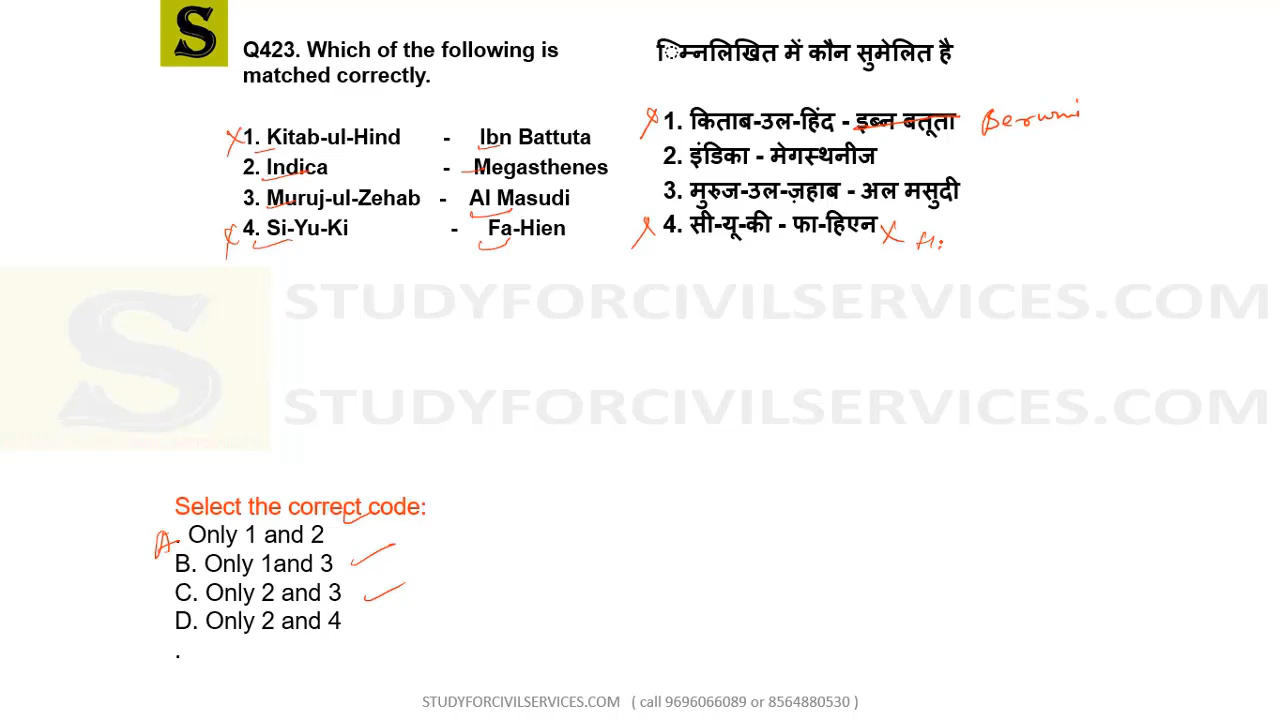 S
Q423. Which of the following is
matched correctly.
1. Kitab-ul-Hind - Ibn Battuta
2. Indica - Megasthenes
3. Muruj-ul-Zehab - Al Masudi
4. Si-Yu-Ki - Fa-Hien
िम्नलिखित में कौन सुमेलित है
1. किताब-उल-हिंद - इब्न बतूता Beruni
2. इंडिका - मेगस्थनीज
3. मुरुज-उल-ज़हाब - अल मसुदी
4. सी-यू-की - फा-हिएन
S
STUDYFORCIVILSERVICES.COM
STUDYFORCIVILSERVICES.COM
Select the correct code:
A. Only 1 and 2
B. Only 1and 3
C. Only 2 and 3
D. Only 2 and 4
.
STUDYFORCIVILSERVICES.COM ( call 9696066089 or 8564880530 )